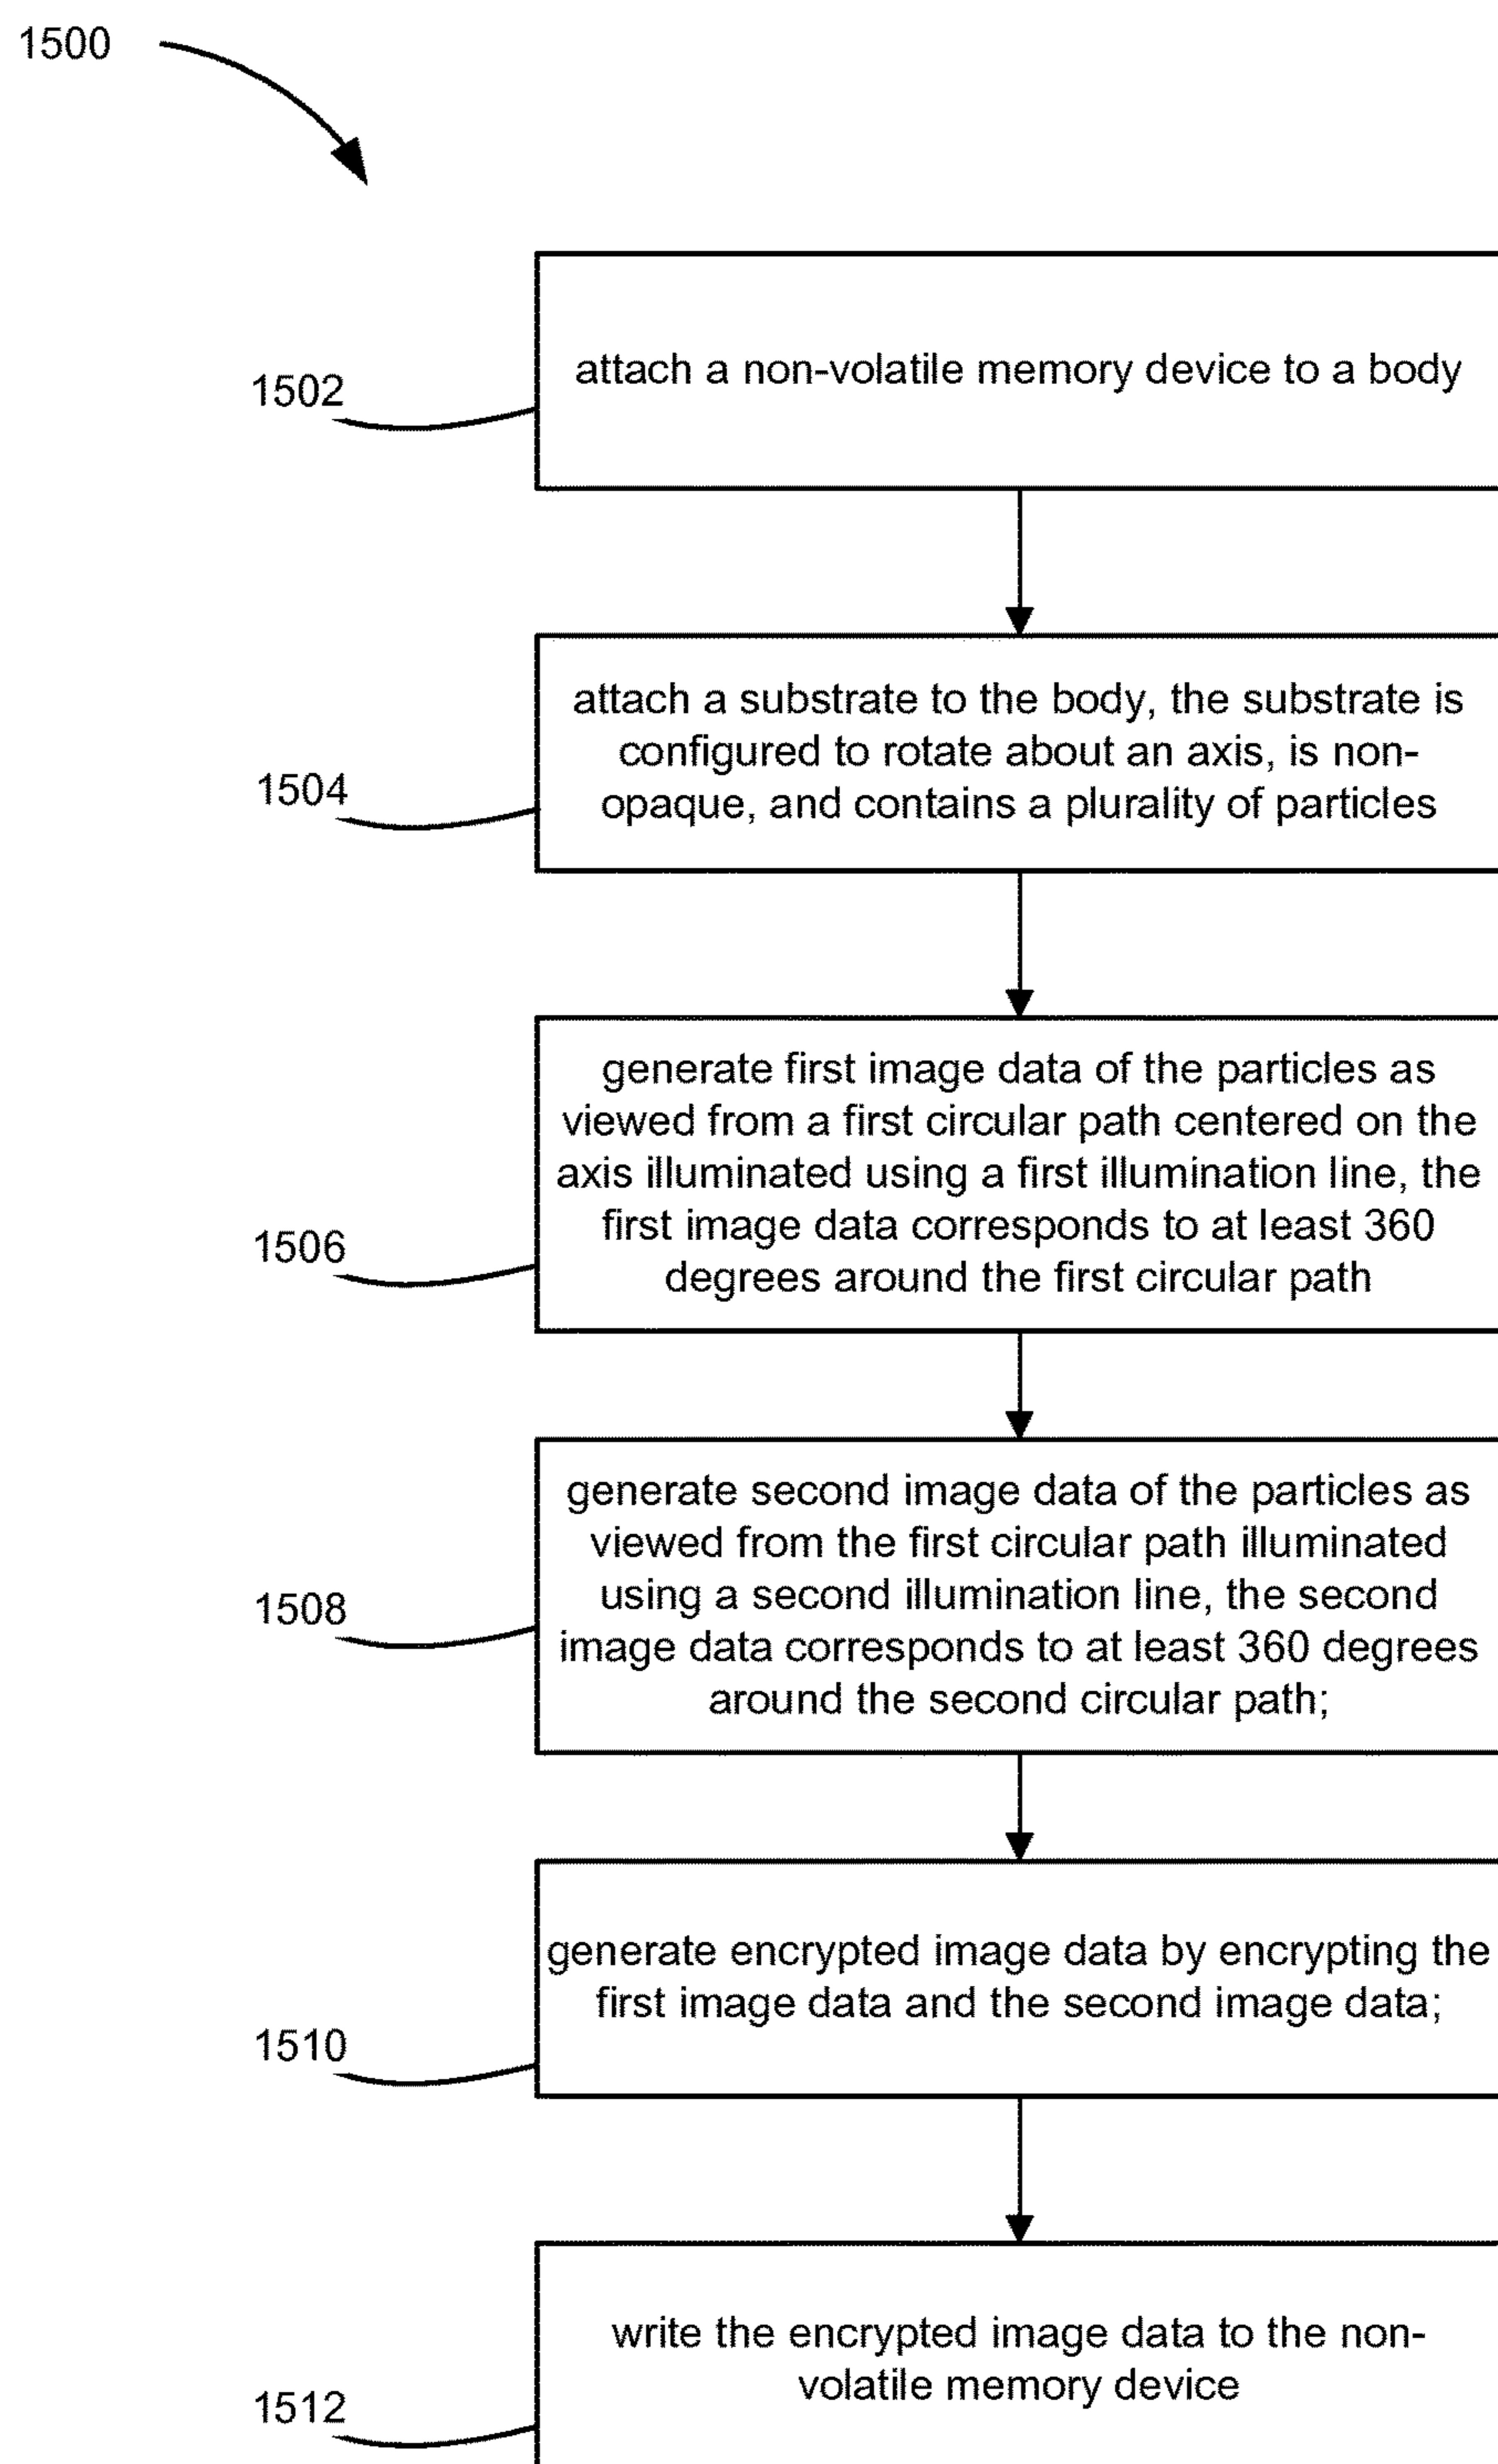 1500
1502
attach a non-volatile memory device to a body
1504
attach a substrate to the body, the substrate is
configured to rotate about an axis, is non-
opaque, and contains a plurality of particles
1506
generate first image data of the particles as
viewed from a first circular path centered on the
axis illuminated using a first illumination line, the
first image data corresponds to at least 360
degrees around the first circular path
1508
generate second image data of the particles as
viewed from the first circular path illuminated
using a second illumination line, the second
image data corresponds to at least 360 degrees
around the second circular path;
1510
generate encrypted image data by encrypting the
first image data and the second image data;
1512
write the encrypted image data to the non-
volatile memory device